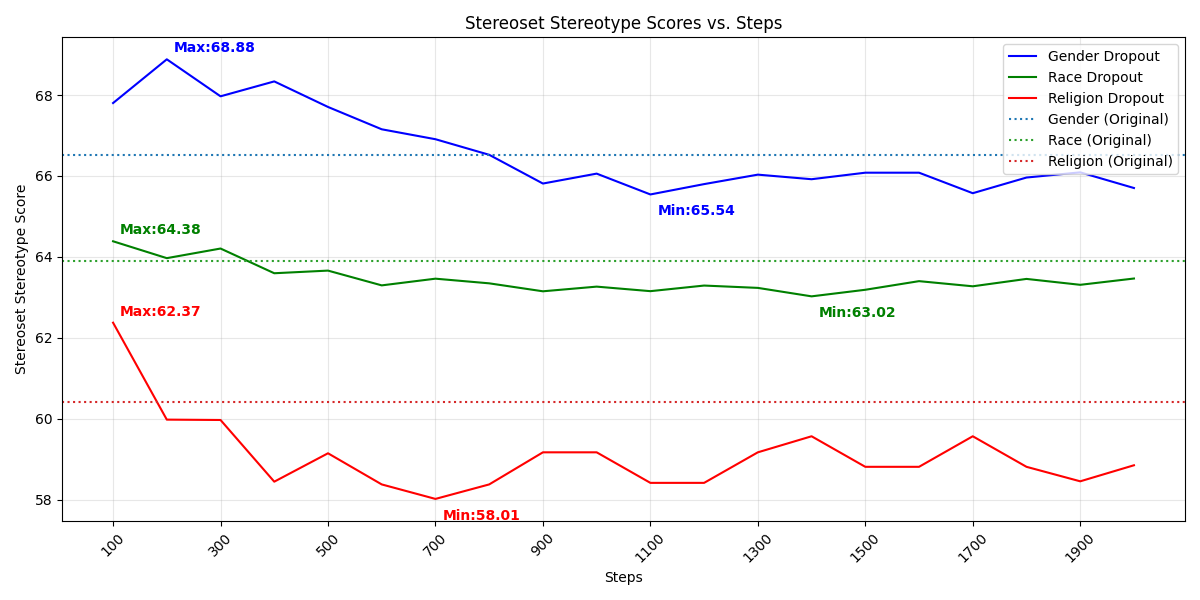 Stereoset Stereotype Scores vs. Steps
Max:68.88
Gender Dropout
Race Dropout
Religion Dropout
Gender (Original)
Race (Original)
Religion (Original)
68
66
64
62
60
58
Stereoset Stereotype Score
Min:65.54
Max:64.38
Min:63.02
Max:62.37
Min:58.01
100
300
500
700
900
1100
1300
1500
1700
1900
Steps